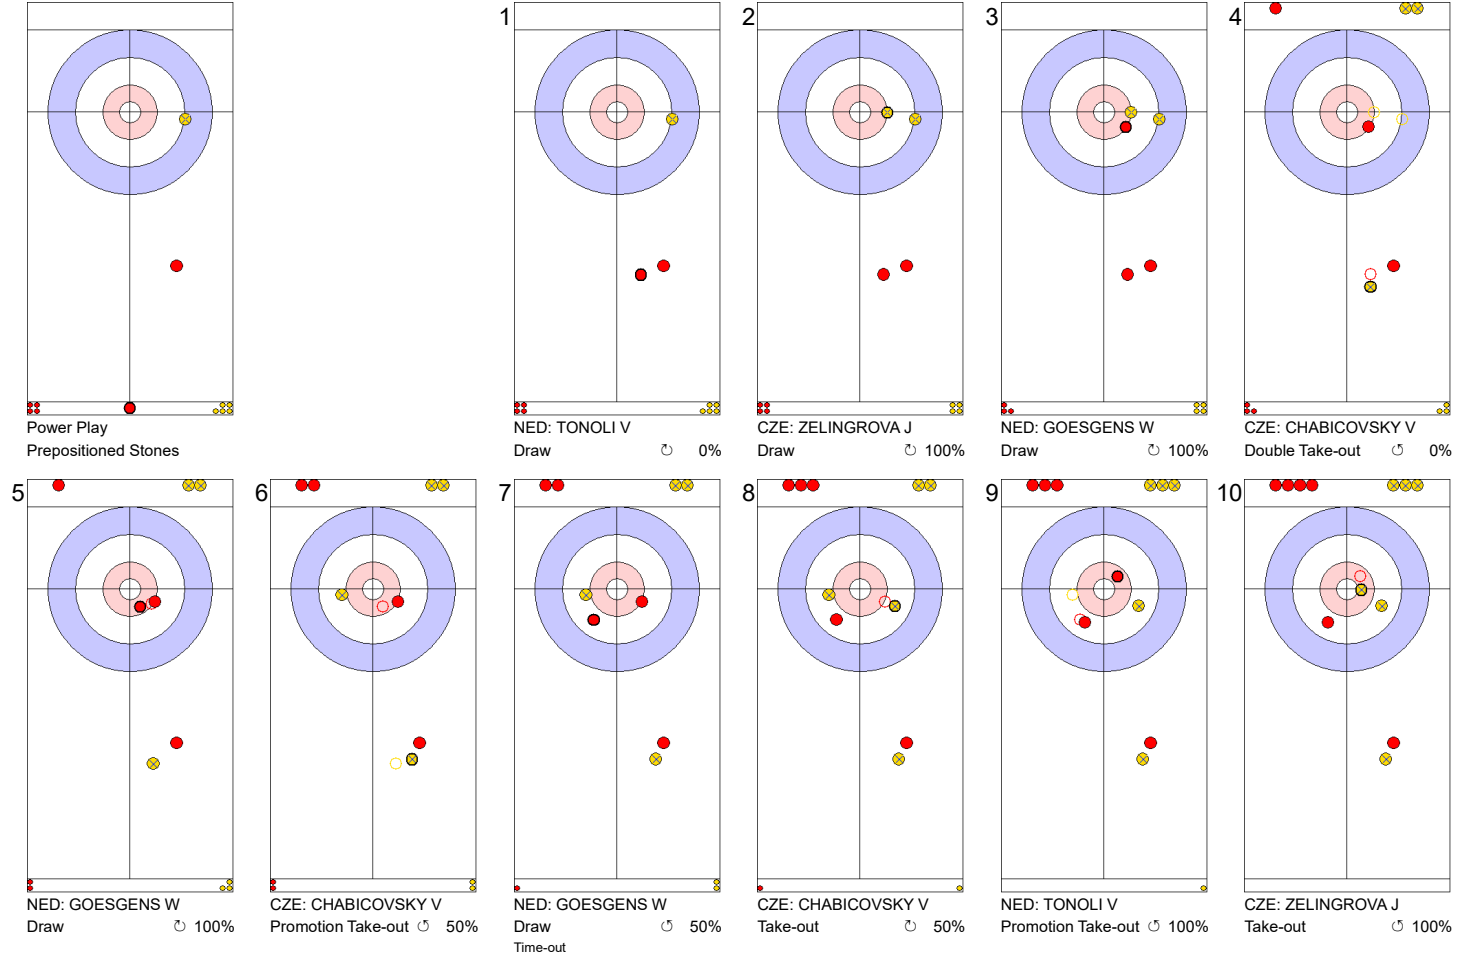 1
2
3
4
Power Play
Prepositioned Stones
NED: TONOLI V
Draw ↻ 0%
CZE: ZELINGROVA J
Draw ↻ 100%
NED: GOESGENS W
Draw ↻ 100%
CZE: CHABICOVSKY V
Double Take-out ↺ 0%
5
6
7
8
9
10
NED: GOESGENS W
Draw ↻ 100%
CZE: CHABICOVSKY V
Promotion Take-out ↺ 50%
NED: GOESGENS W
Draw ↺ 50%
Time-out
CZE: CHABICOVSKY V
Take-out ↻ 50%
NED: TONOLI V
Promotion Take-out ↺ 100%
CZE: ZELINGROVA J
Take-out ↺ 100%